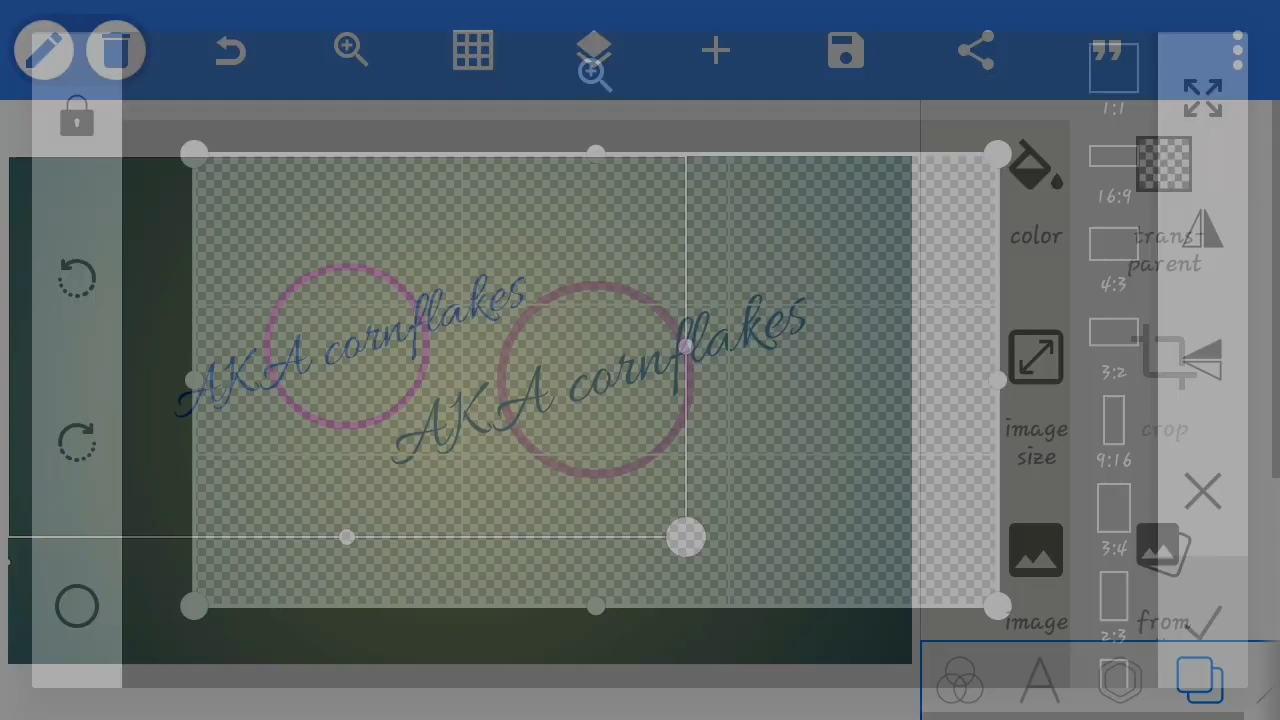 1:1
16:9
color
trans-
parent
4:3
AKA cornflakes
AKA cornflakes
3:2
image
size
crop
9:16
3:4
image
from
2:3